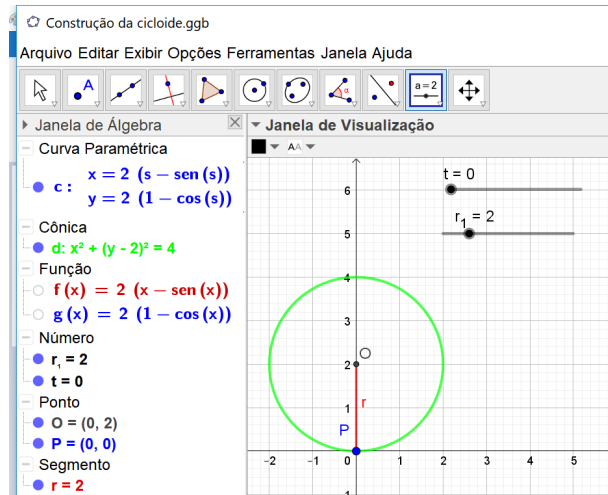 Construção da cicloide.ggb
Arquivo Editar Exibir Opções Ferramentas Janela Ajuda
A
α
a=2
Janela de Álgebra
Janela de Visualização
AA
Curva Paramétrica
c : x = 2 (s − sen (s))
y = 2 (1 − cos (s))
Cônica
d: x² + (y - 2)² = 4
Função
f (x) = 2 (x − sen (x))
g (x) = 2 (1 − cos (x))
Número
r₁ = 2
t = 0
Ponto
O = (0, 2)
P = (0, 0)
Segmento
r = 2
t = 0
r₁ = 2
6
5
4
3
2
O
1
r
P
-2 -1 0 1 2 3 4 5